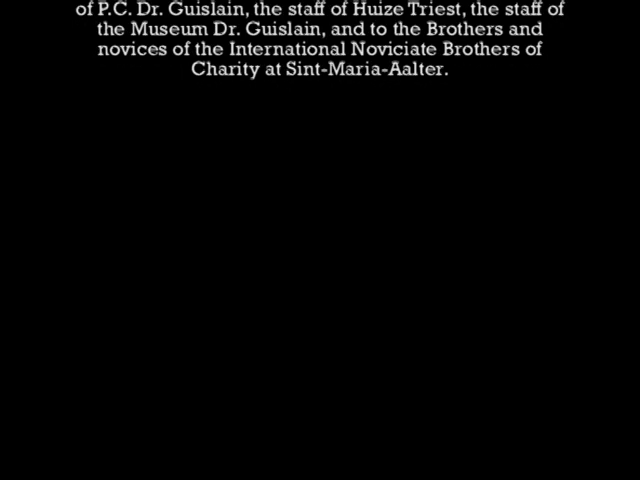 of P.C. Dr. Guislain, the staff of Huize Triest, the staff of
the Museum Dr. Guislain, and to the Brothers and
novices of the International Noviciate Brothers of
Charity at Sint-Maria-Aalter.